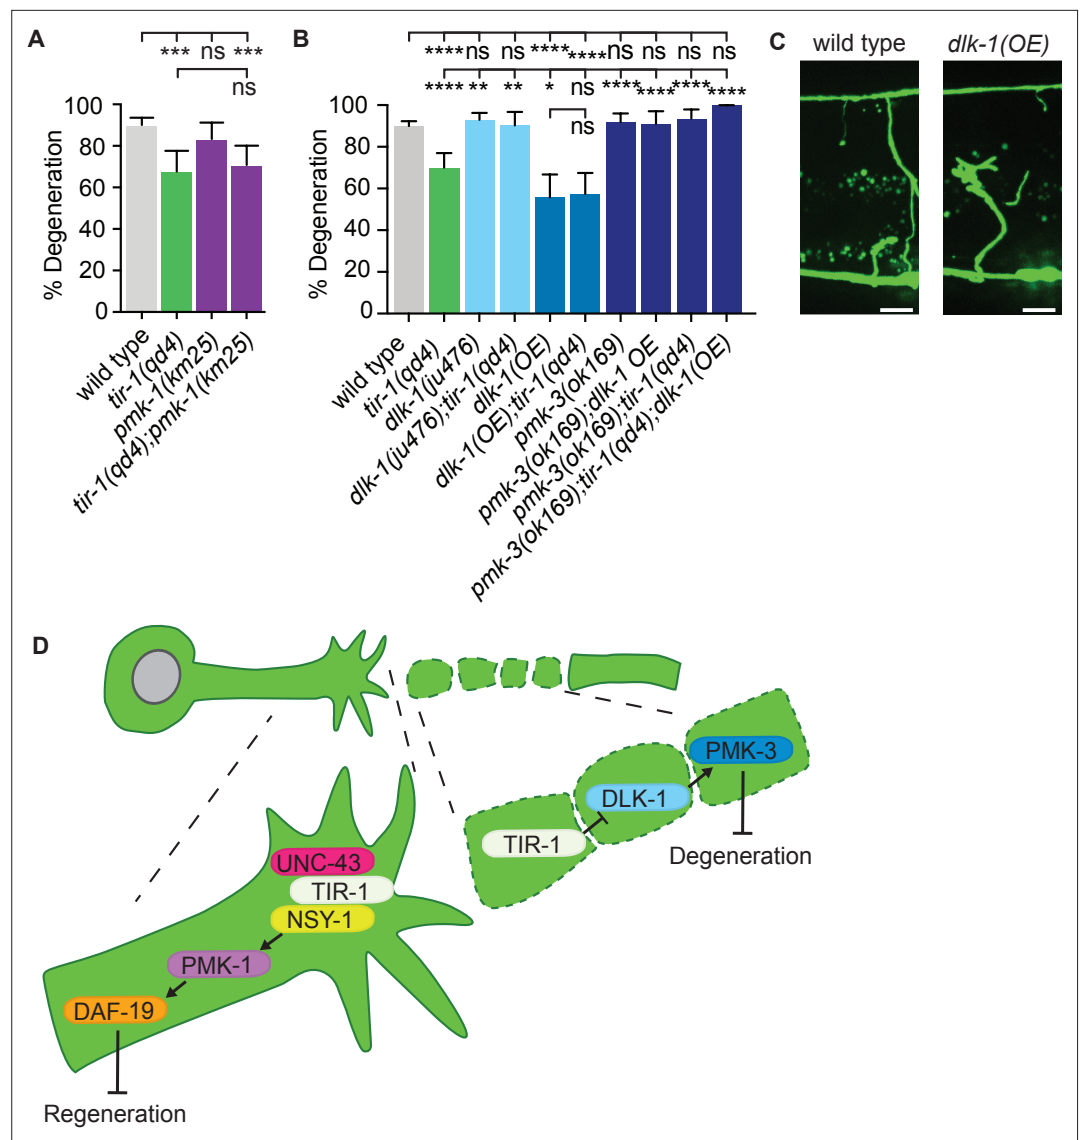 A
*** ns ***
ns
% Degeneration
100
80
60
40
20
0
wild type
tir-1(qd4)
pmk-1(km25)
tir-1(qd4);pmk-1(km25)
B
**** ns ns **** **** ns ns ns ns
**** ** ** * ns **** **** **** ****
ns
% Degeneration
100
80
60
40
20
0
wild type
tir-1(qd4)
dlk-1(ju476)
dlk-1(ju476);tir-1(qd4)
dlk-1(OE)
dlk-1(OE);tir-1(qd4)
pmk-3(ok169)
pmk-3(ok169);dlk-1 OE
pmk-3(ok169);tir-1(qd4)
pmk-3(ok169);tir-1(qd4);dlk-1(OE)
C
wild type
dlk-1(OE)
D
PMK-3
DLK-1
TIR-1
Degeneration
UNC-43
TIR-1
NSY-1
PMK-1
DAF-19
Regeneration